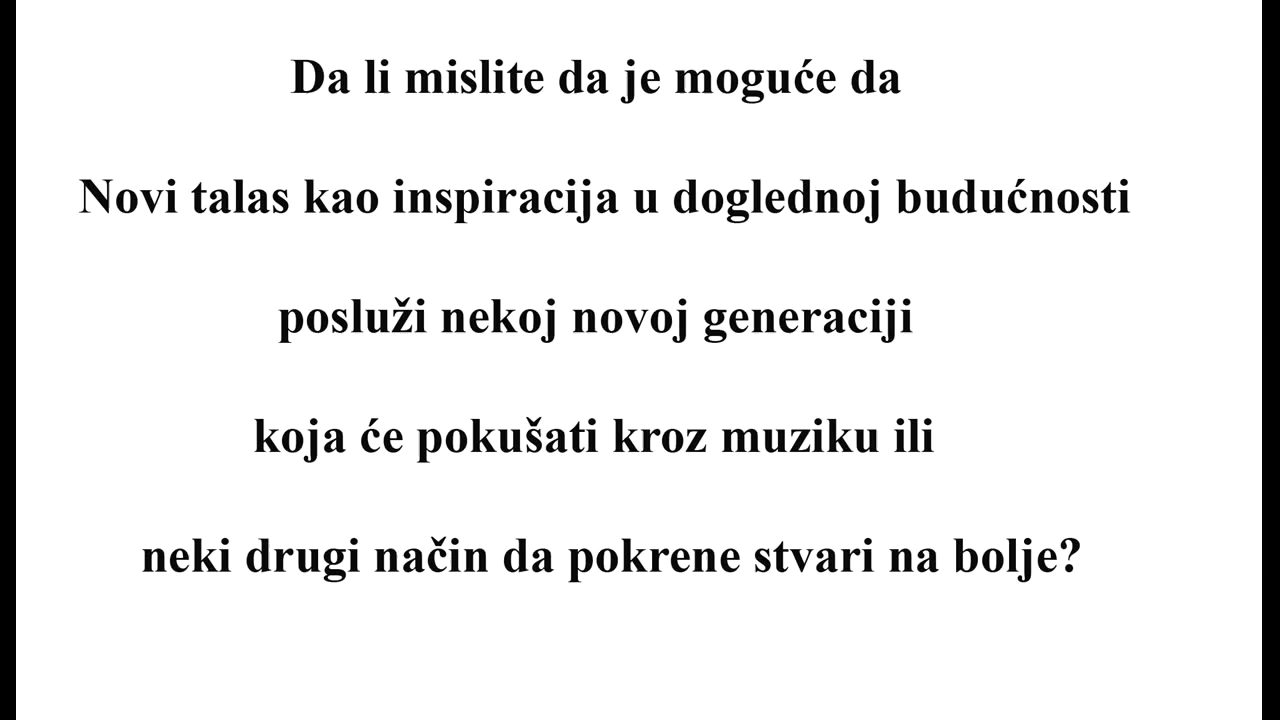 Da li mislite da je moguće da
Novi talas kao inspiracija u doglednoj budućnosti
posluži nekoj novoj generaciji
koja će pokušati kroz muziku ili
neki drugi način da pokrene stvari na bolje?